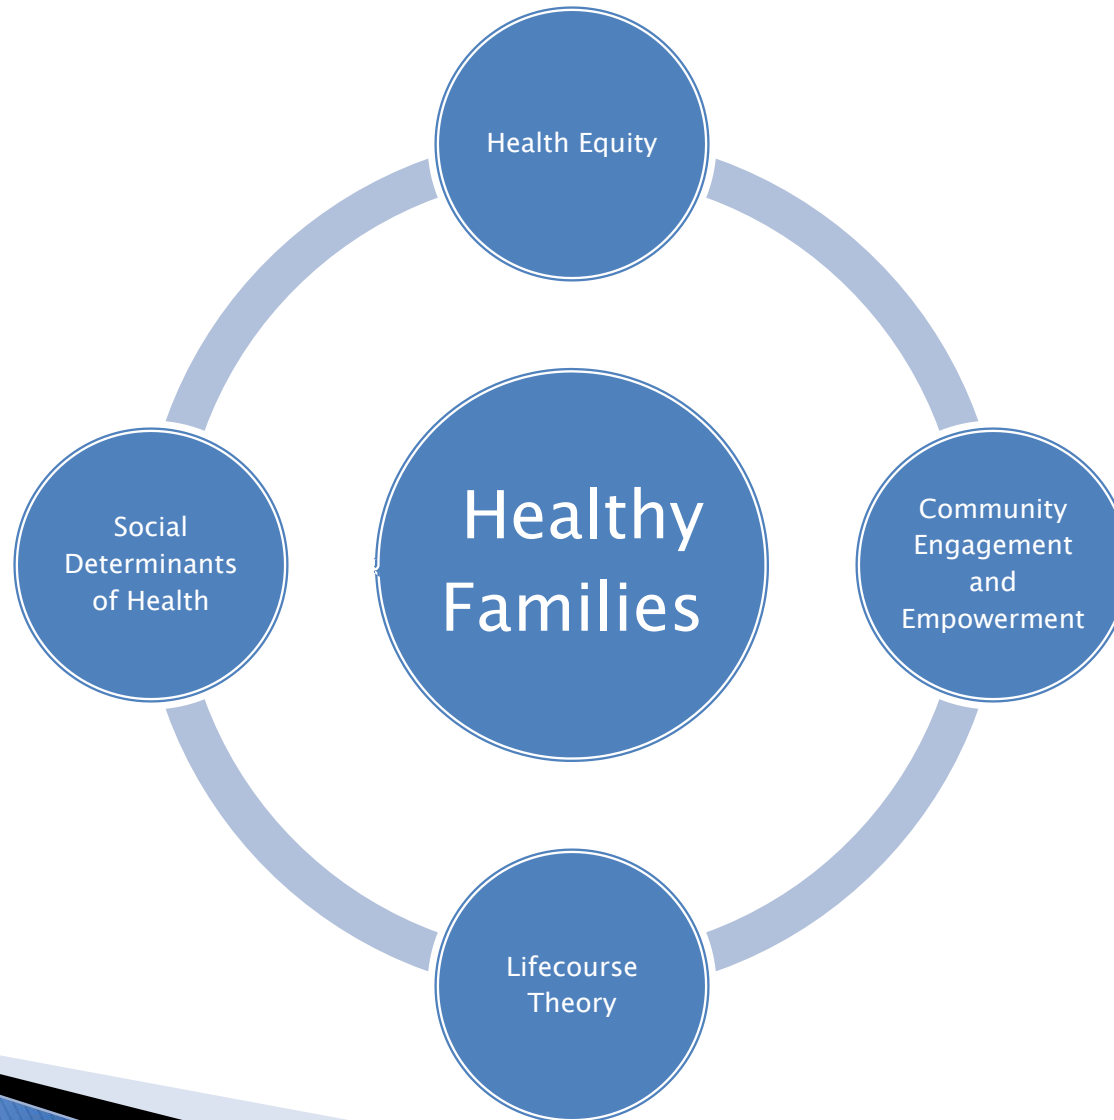 Health Equity
Healthy
Families
Social
Determinants
of Health
Community
Engagement
and
Empowerment
Lifecourse
Theory